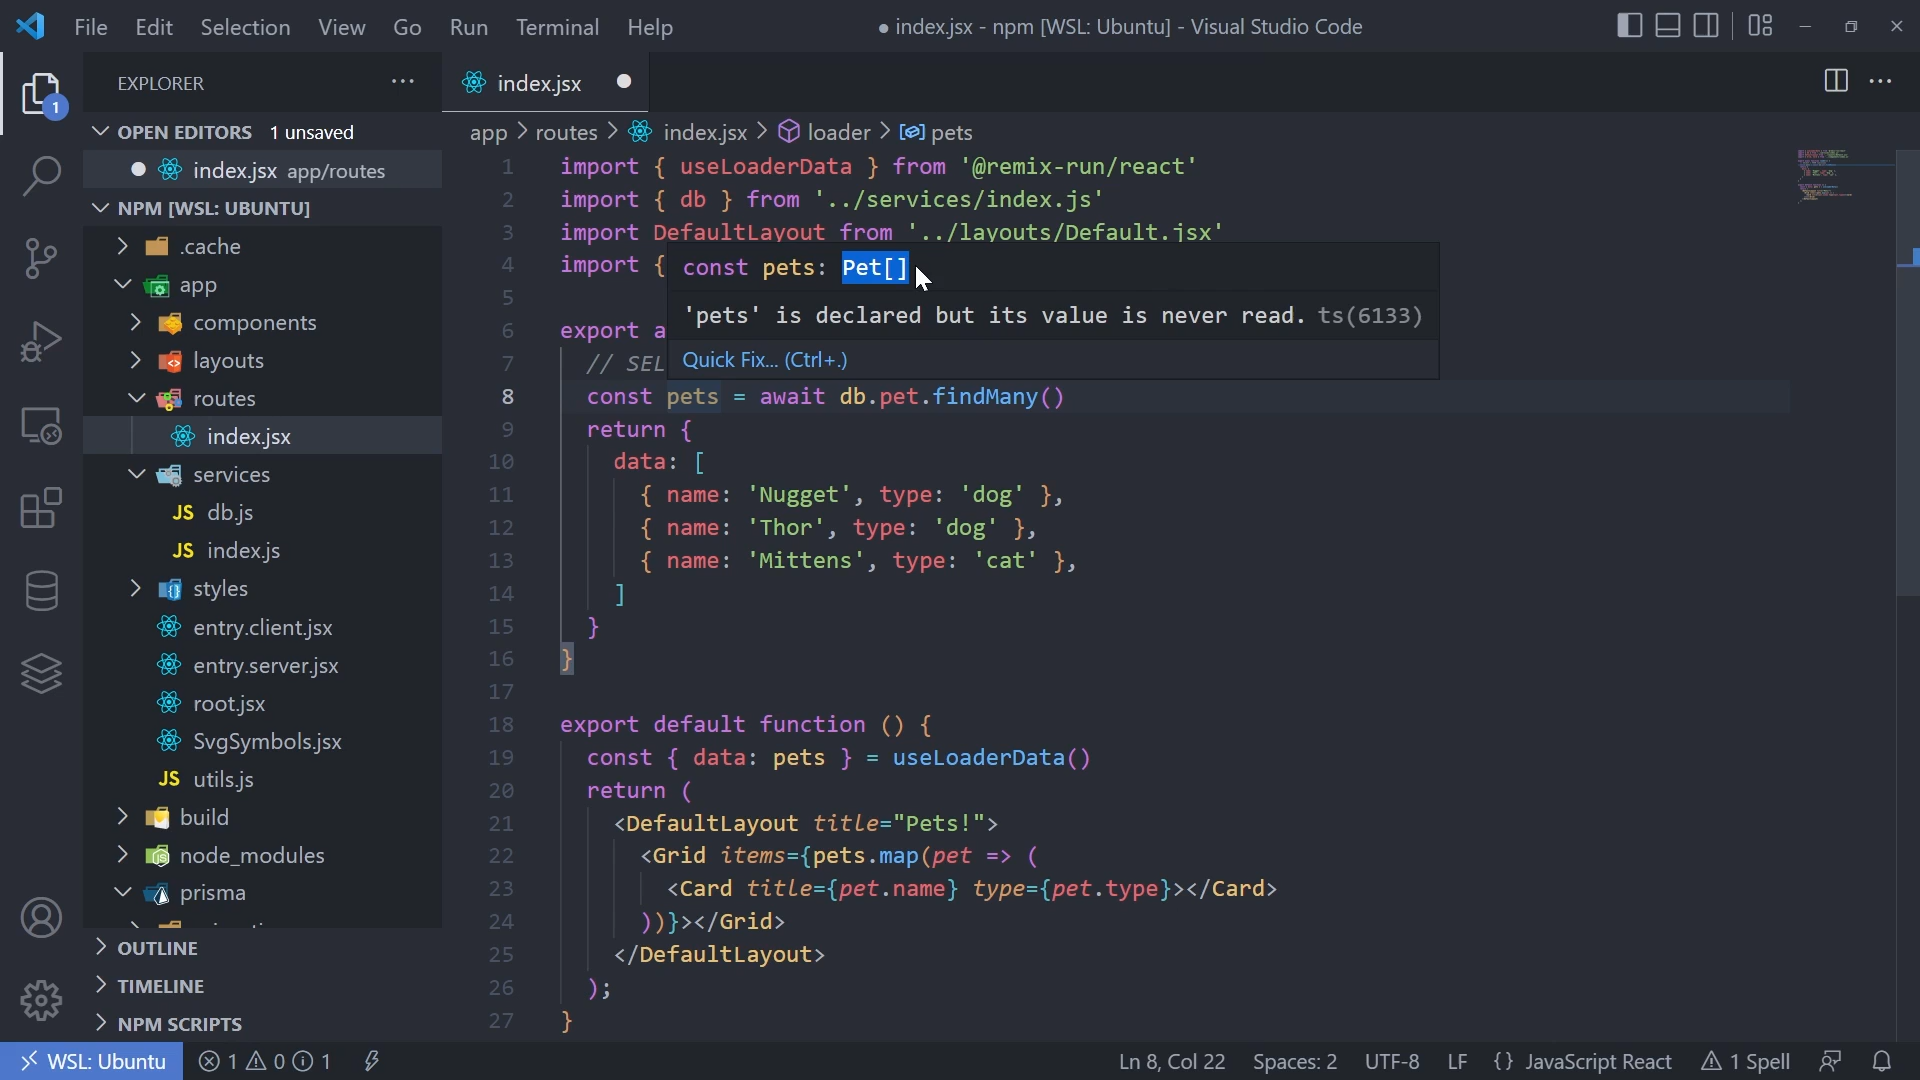 File Edit Selection View Go Run Terminal Help
● index.jsx - npm [WSL: Ubuntu] - Visual Studio Code
EXPLORER
1
OPEN EDITORS 1 unsaved
index.jsx app/routes
NPM [WSL: UBUNTU]
.cache
app
components
layouts
routes
index.jsx
services
JS db.js
JS index.js
styles
entry.client.jsx
entry.server.jsx
root.jsx
SvgSymbols.jsx
JS utils.js
build
node_modules
prisma
OUTLINE
TIMELINE
NPM SCRIPTS
index.jsx
app > routes > index.jsx > loader > pets
1 import { useLoaderData } from '@remix-run/react'
2 import { db } from '../services/index.js'
3 import DefaultLayout from '../layouts/Default.jsx'
4 import {
const pets: Pet[]
'pets' is declared but its value is never read. ts(6133)
Quick Fix... (Ctrl+.)
5
6 export a
7 // SEL
8 const pets = await db.pet.findMany()
9 return {
10 data: [
11 { name: 'Nugget', type: 'dog' },
12 { name: 'Thor', type: 'dog' },
13 { name: 'Mittens', type: 'cat' },
14 ]
15 }
16 }
17
18 export default function () {
19 const { data: pets } = useLoaderData()
20 return (
21 <DefaultLayout title="Pets!">
22 <Grid items={pets.map(pet => (
23 <Card title={pet.name} type={pet.type}></Card>
24 ))}></Grid>
25 </DefaultLayout>
26 );
27 }
WSL: Ubuntu 1 0 1 Ln 8, Col 22 Spaces: 2 UTF-8 LF {} JavaScript React 1 Spell